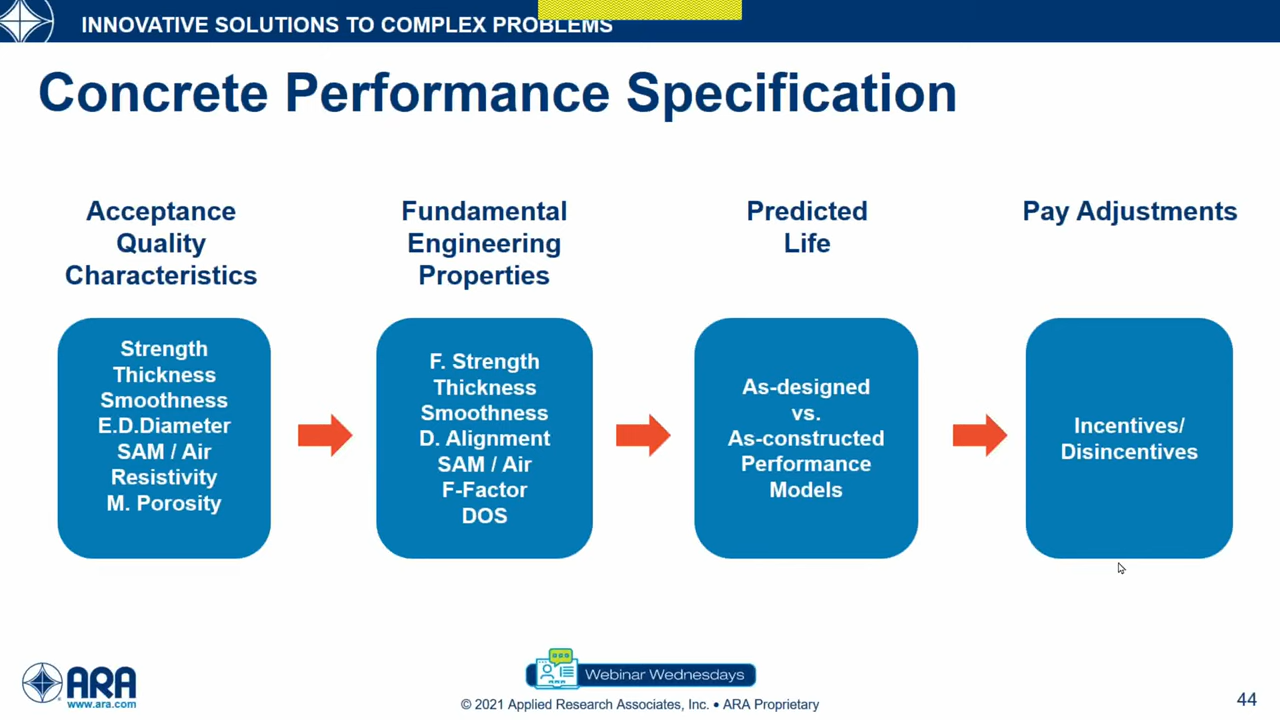 INNOVATIVE SOLUTIONS TO COMPLEX PROBLEMS
Concrete Performance Specification
Acceptance
Quality
Characteristics
Strength
Thickness
Smoothness
E.D.Diameter
SAM / Air
Resistivity
M. Porosity
Fundamental
Engineering
Properties
F. Strength
Thickness
Smoothness
D. Alignment
SAM / Air
F-Factor
DOS
Predicted
Life
As-designed
vs.
As-constructed
Performance
Models
Pay Adjustments
Incentives/
Disincentives
ARA
www.ara.com
Webinar Wednesdays
© 2021 Applied Research Associates, Inc. • ARA Proprietary
44